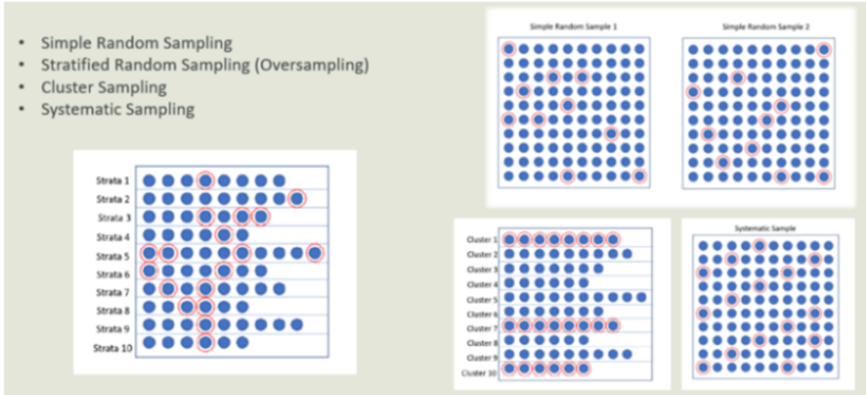 • Simple Random Sampling
• Stratified Random Sampling (Oversampling)
• Cluster Sampling
• Systematic Sampling
Strata 1
Strata 2
Strata 3
Strata 4
Strata 5
Strata 6
Strata 7
Strata 8
Strata 9
Strata 10
Simple Random Sample 1
Simple Random Sample 2
Cluster 1
Cluster 2
Cluster 3
Cluster 4
Cluster 5
Cluster 6
Cluster 7
Cluster 8
Cluster 9
Cluster 10
Systematic Sample